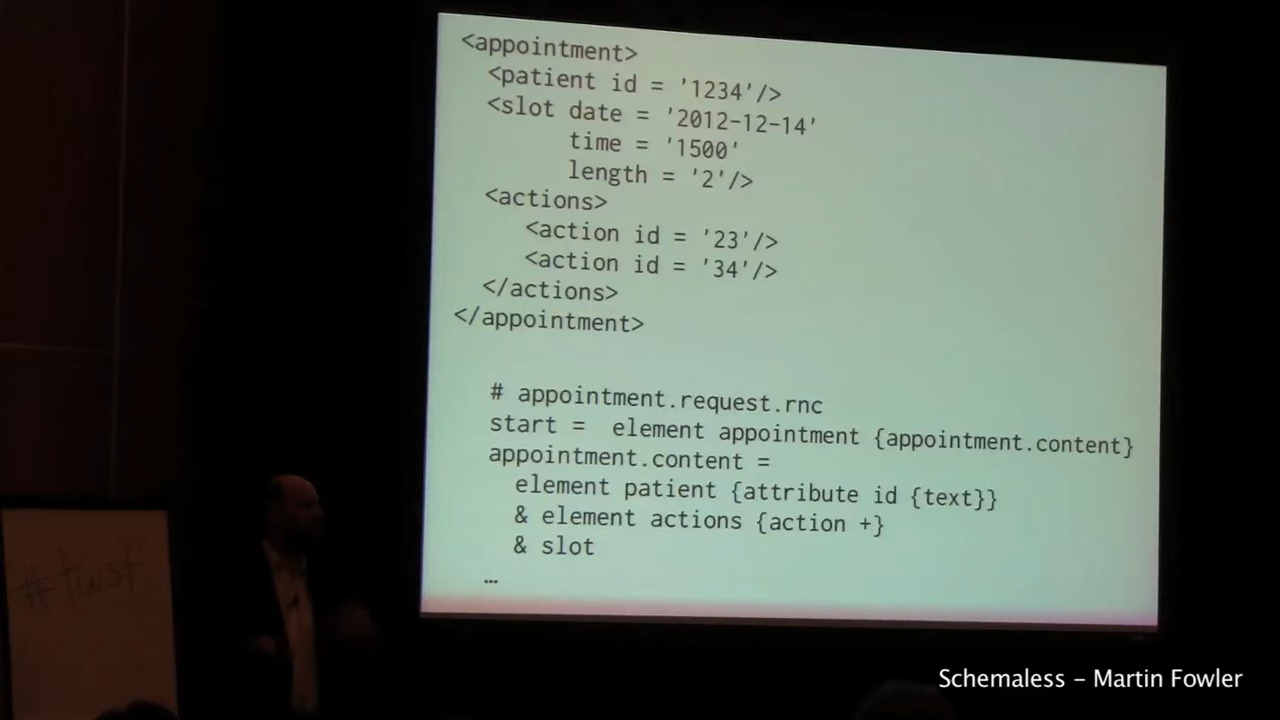 <appointment>
<patient id = '1234'/>
<slot date = '2012-12-14'
time = '1500'
length = '2'/>
<actions>
<action id = '23'/>
<action id = '34'/>
</actions>
</appointment>
# appointment.request.rnc
start =  element appointment {appointment.content}
appointment.content =
element patient {attribute id {text}}
& element actions {action +}
& slot
…
#twsf
Schemaless – Martin Fowler